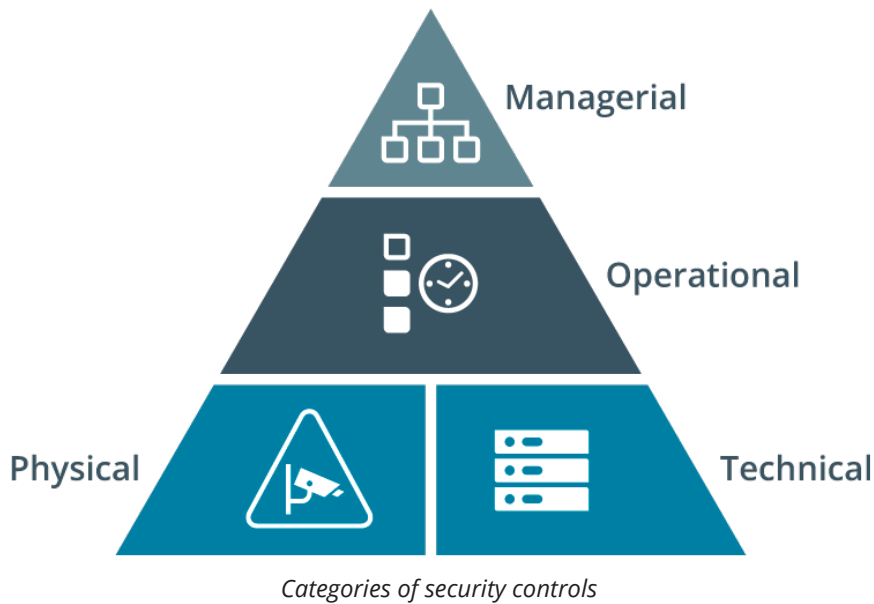 Managerial
Operational
Physical
Technical
Categories of security controls